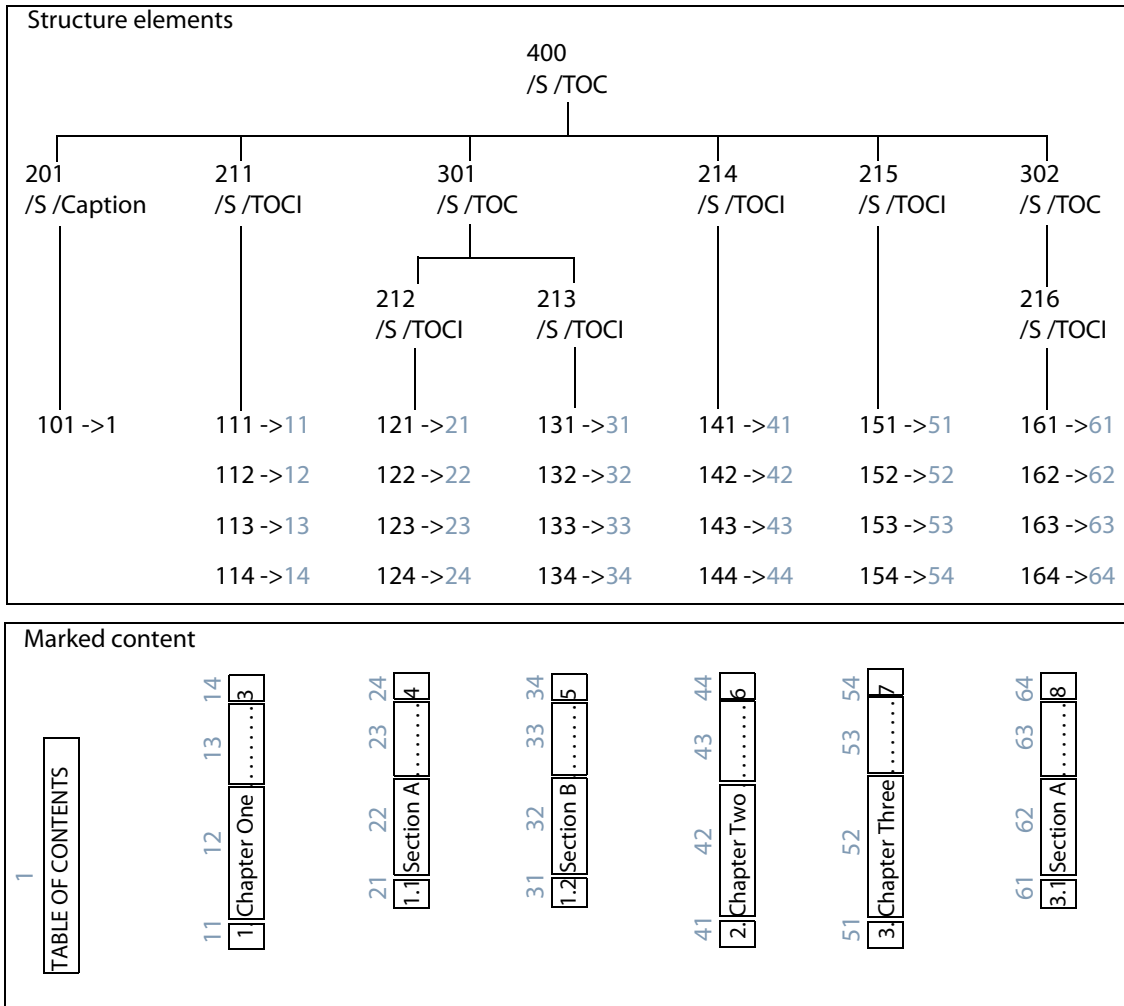 Structure elements
400
/S /TOC
201 211 301 214 215 302
/S /Caption /S /TOCI /S /TOC /S /TOCI /S /TOCI /S /TOC
212 213 216
/S /TOCI /S /TOCI /S /TOCI
101 ->1 111 ->11 121 ->21 131 ->31 141 ->41 151 ->51 161 ->61
112 ->12 122 ->22 132 ->32 142 ->42 152 ->52 162 ->62
113 ->13 123 ->23 133 ->33 143 ->43 153 ->53 163 ->63
114 ->14 124 ->24 134 ->34 144 ->44 154 ->54 164 ->64
Marked content
1
TABLE OF CONTENTS
11 12 13 14
1. Chapter One ........ 3
21 22 23 24
1.1 Section A ........ 4
31 32 33 34
1.2 Section B ........ 5
41 42 43 44
2. Chapter Two ........ 6
51 52 53 54
3. Chapter Three ........ 7
61 62 63 64
3.1 Section A ........ 8